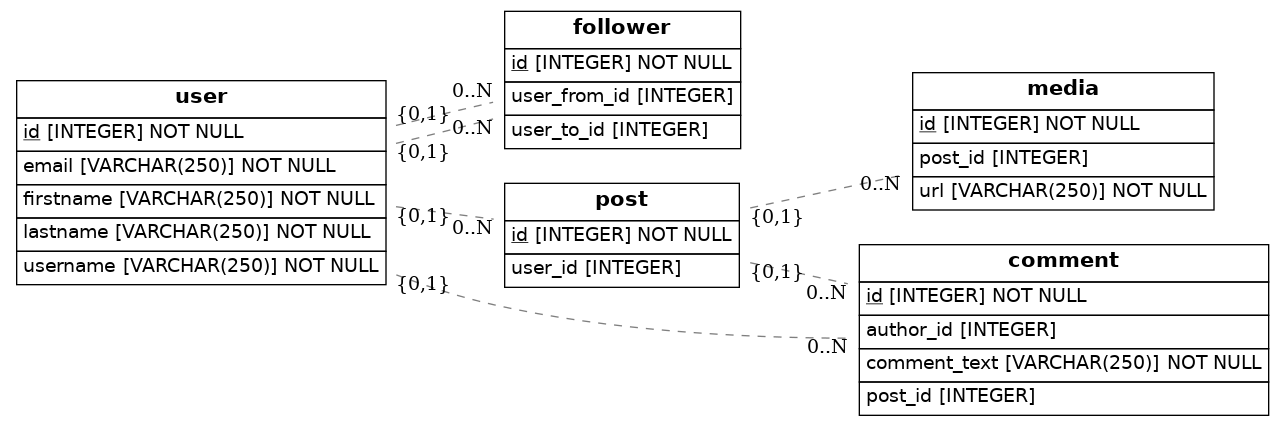 user
id [INTEGER] NOT NULL
email [VARCHAR(250)] NOT NULL
firstname [VARCHAR(250)] NOT NULL
lastname [VARCHAR(250)] NOT NULL
username [VARCHAR(250)] NOT NULL
0..N
{0,1}
0..N
{0,1}
{0,1}
0..N
{0,1}
follower
id [INTEGER] NOT NULL
user_from_id [INTEGER]
user_to_id [INTEGER]
post
id [INTEGER] NOT NULL
user_id [INTEGER]
0..N
{0,1}
{0,1}
0..N
0..N
media
id [INTEGER] NOT NULL
post_id [INTEGER]
url [VARCHAR(250)] NOT NULL
comment
id [INTEGER] NOT NULL
author_id [INTEGER]
comment_text [VARCHAR(250)] NOT NULL
post_id [INTEGER]